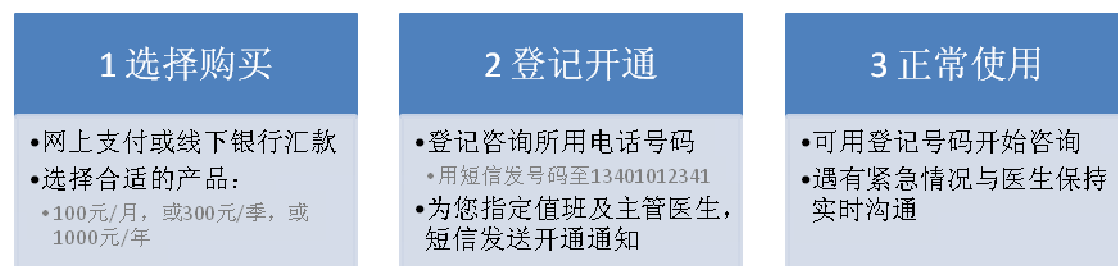 1 选择购买
•网上支付或线下银行汇款
•选择合适的产品：
•100元/月，或300元/季，或
1000元/年
2 登记开通
•登记咨询所用电话号码
•用短信发号码至13401012341
•为您指定值班及主管医生，
短信发送开通通知
3 正常使用
•可用登记号码开始咨询
•遇有紧急情况与医生保持
实时沟通